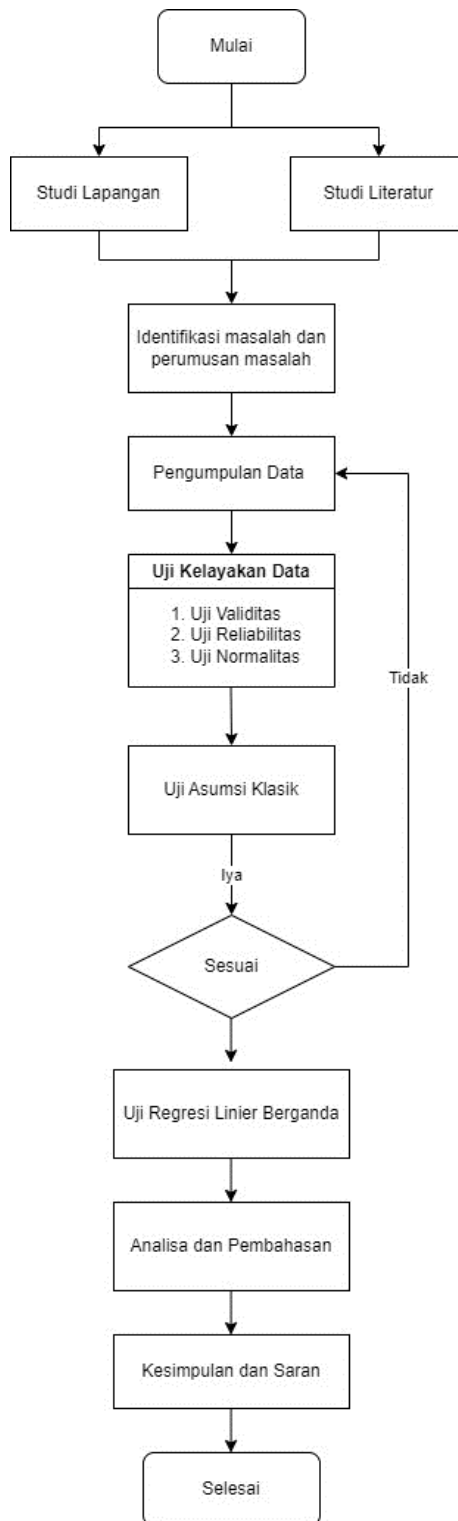 Mulai
Studi Lapangan
Studi Literatur
Identifikasi masalah dan
perumusan masalah
Pengumpulan Data
Uji Kelayakan Data
1. Uji Validitas
2. Uji Reliabilitas
3. Uji Normalitas
Tidak
Uji Asumsi Klasik
Iya
Sesuai
Uji Regresi Linier Berganda
Analisa dan Pembahasan
Kesimpulan dan Saran
Selesai